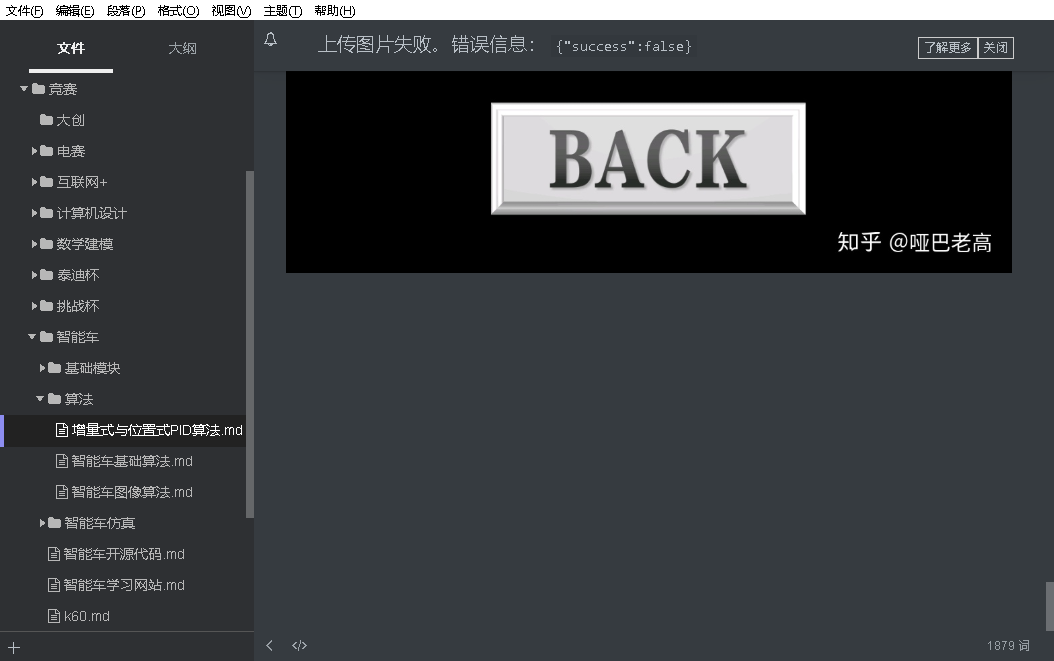 文件(F) 编辑(E) 段落(P) 格式(O) 视图(V) 主题(T) 帮助(H)
文件 大纲
上传图片失败。错误信息： {"success":false}
了解更多 关闭
竞赛
大创
电赛
互联网+
计算机设计
数学建模
泰迪杯
挑战杯
智能车
基础模块
算法
增量式与位置式PID算法.md
智能车基础算法.md
智能车图像算法.md
智能车仿真
智能车开源代码.md
智能车学习网站.md
k60.md
BACK
知乎 @哑巴老高
1879 词